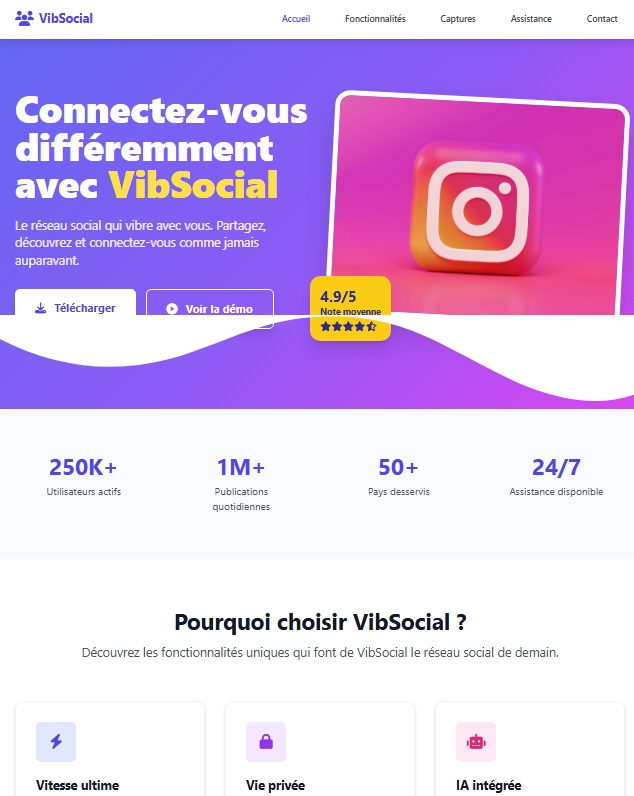 VibSocial
Accueil
Fonctionnalités
Captures
Assistance
Contact
Connectez-vous
différemment
avec VibSocial
Le réseau social qui vibre avec vous. Partagez,
découvrez et connectez-vous comme jamais
auparavant.
Télécharger
Voir la démo
4.9/5
Note moyenne
250K+
Utilisateurs actifs
1M+
Publications
quotidiennes
50+
Pays desservis
24/7
Assistance disponible
Pourquoi choisir VibSocial ?
Découvrez les fonctionnalités uniques qui font de VibSocial le réseau social de demain.
Vitesse ultime
Vie privée
IA intégrée